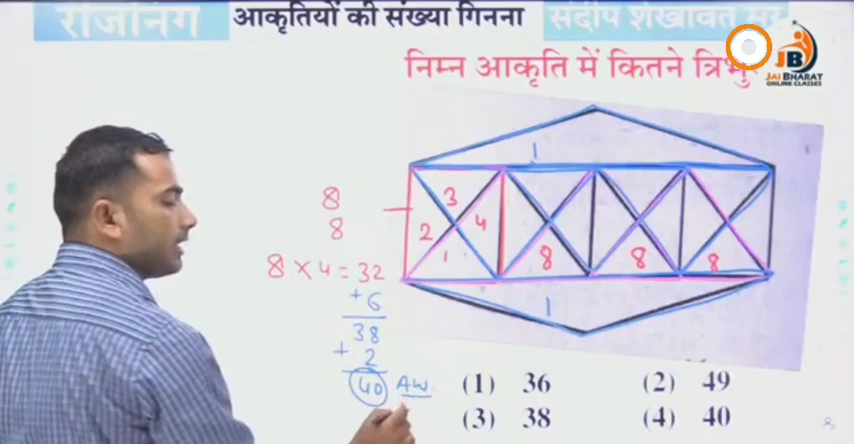 रीजनिंग
आकृतियों की संख्या गिनना
संदीप शेखावत सर
JB
JAI BHARAT
ONLINE CLASSES
निम्न आकृति में कितने
1
3
2
4
1
8
8
8
1
8
8
8 × 4 = 32
+ 6
38
+ 2
40 Aw.
(1) 36 (2) 49
(3) 38 (4) 40